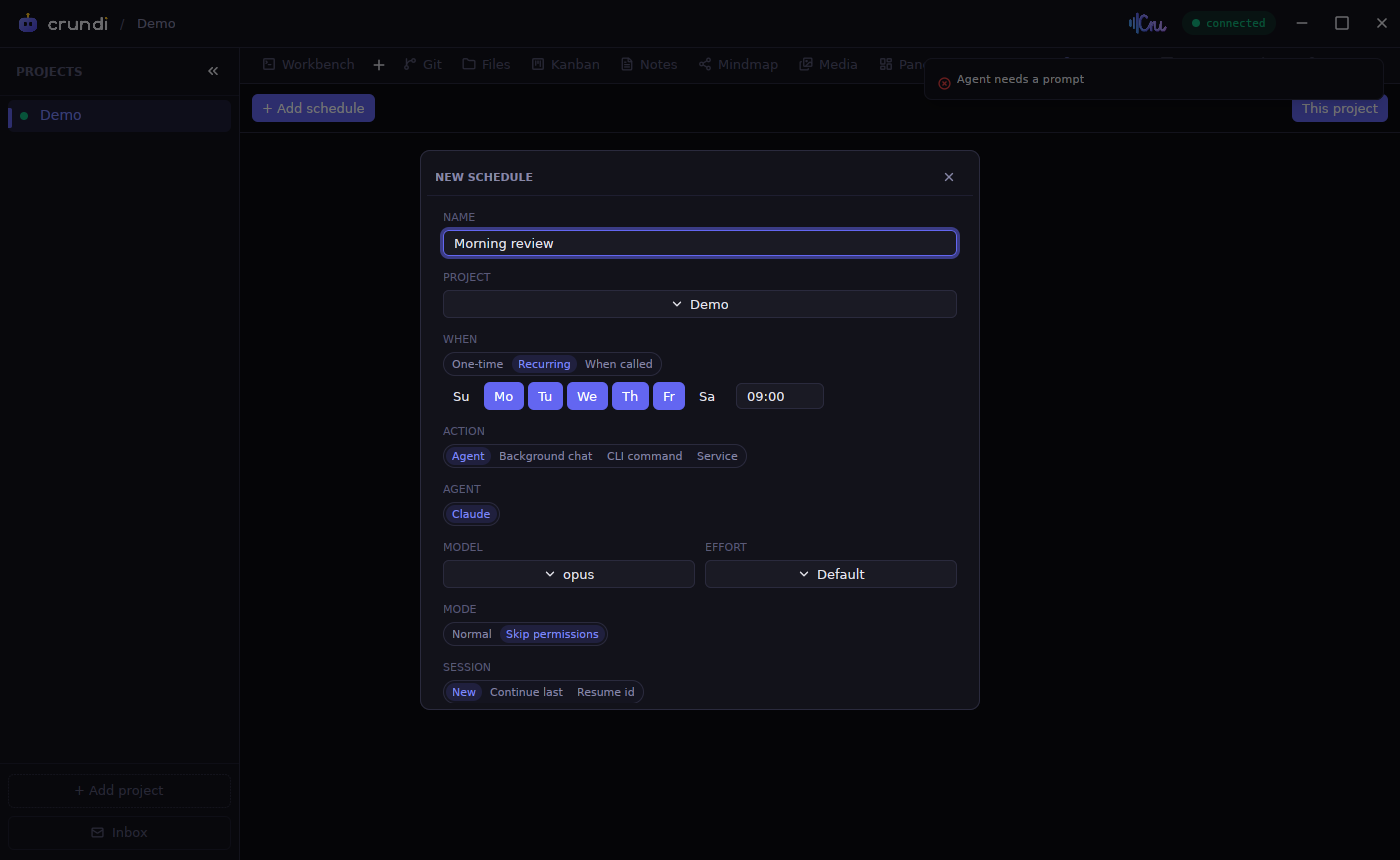 crundi / Demo
Cru
connected
PROJECTS
Workbench
Git
Files
Kanban
Notes
Mindmap
Media
Agent needs a prompt
Demo
+ Add schedule
This project
NEW SCHEDULE
NAME
Morning review
PROJECT
Demo
WHEN
One-time Recurring When called
Su Mo Tu We Th Fr Sa 09:00
ACTION
Agent Background chat CLI command Service
AGENT
Claude
MODEL EFFORT
opus Default
MODE
Normal Skip permissions
SESSION
New Continue last Resume id
+ Add project
Inbox